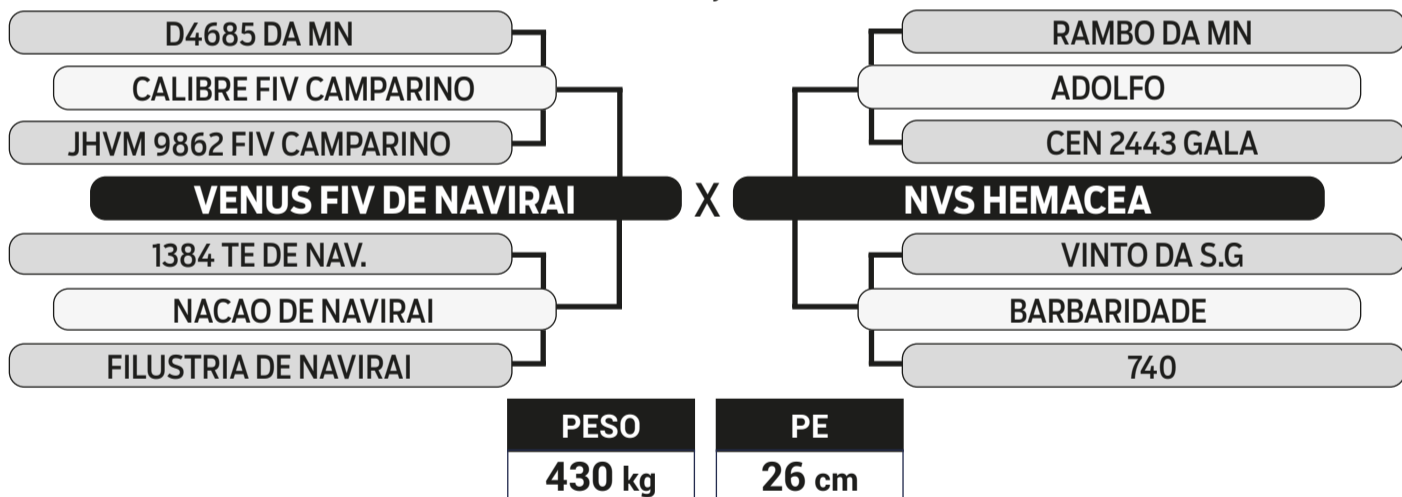 D4685 DA MN
CALIBRE FIV CAMPARINO
JHVM 9862 FIV CAMPARINO
VENUS FIV DE NAVIRAI
1384 TE DE NAV.
NACAO DE NAVIRAI
FILUSTRIA DE NAVIRAI
X
RAMBO DA MN
ADOLFO
CEN 2443 GALA
NVS HEMACEA
VINTO DA S.G
BARBARIDADE
740
PESO
430 kg
PE
26 cm